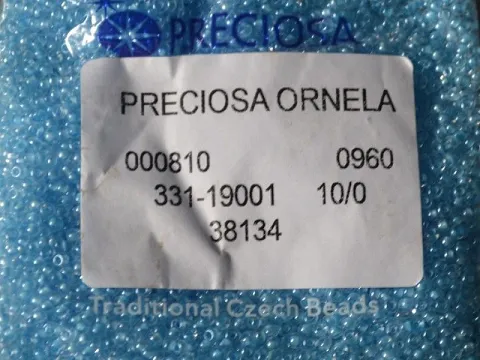 PRECIOSA
PRECIOSA ORNELA
000810 0960
331-19001 10/0
38134
Traditional Czech Beads